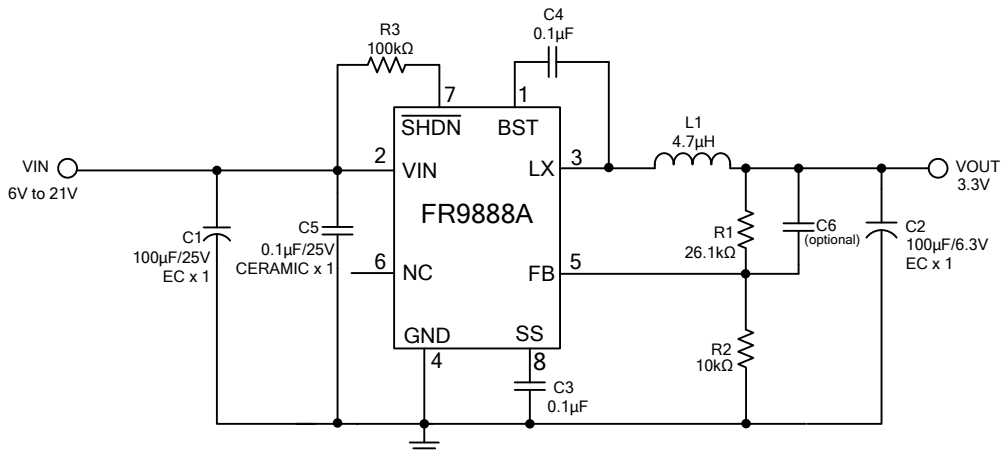 C4
0.1µF
R3
100kΩ
7
1
SHDN
BST
L1
4.7µH
VIN
6V to 21V
2
VIN
LX
3
VOUT
3.3V
FR9888A
C1
100µF/25V
EC x 1
C5
0.1µF/25V
CERAMIC x 1
R1
26.1kΩ
C6
(optional)
C2
100µF/6.3V
EC x 1
6
NC
FB
5
GND
SS
4
8
R2
10kΩ
C3
0.1µF